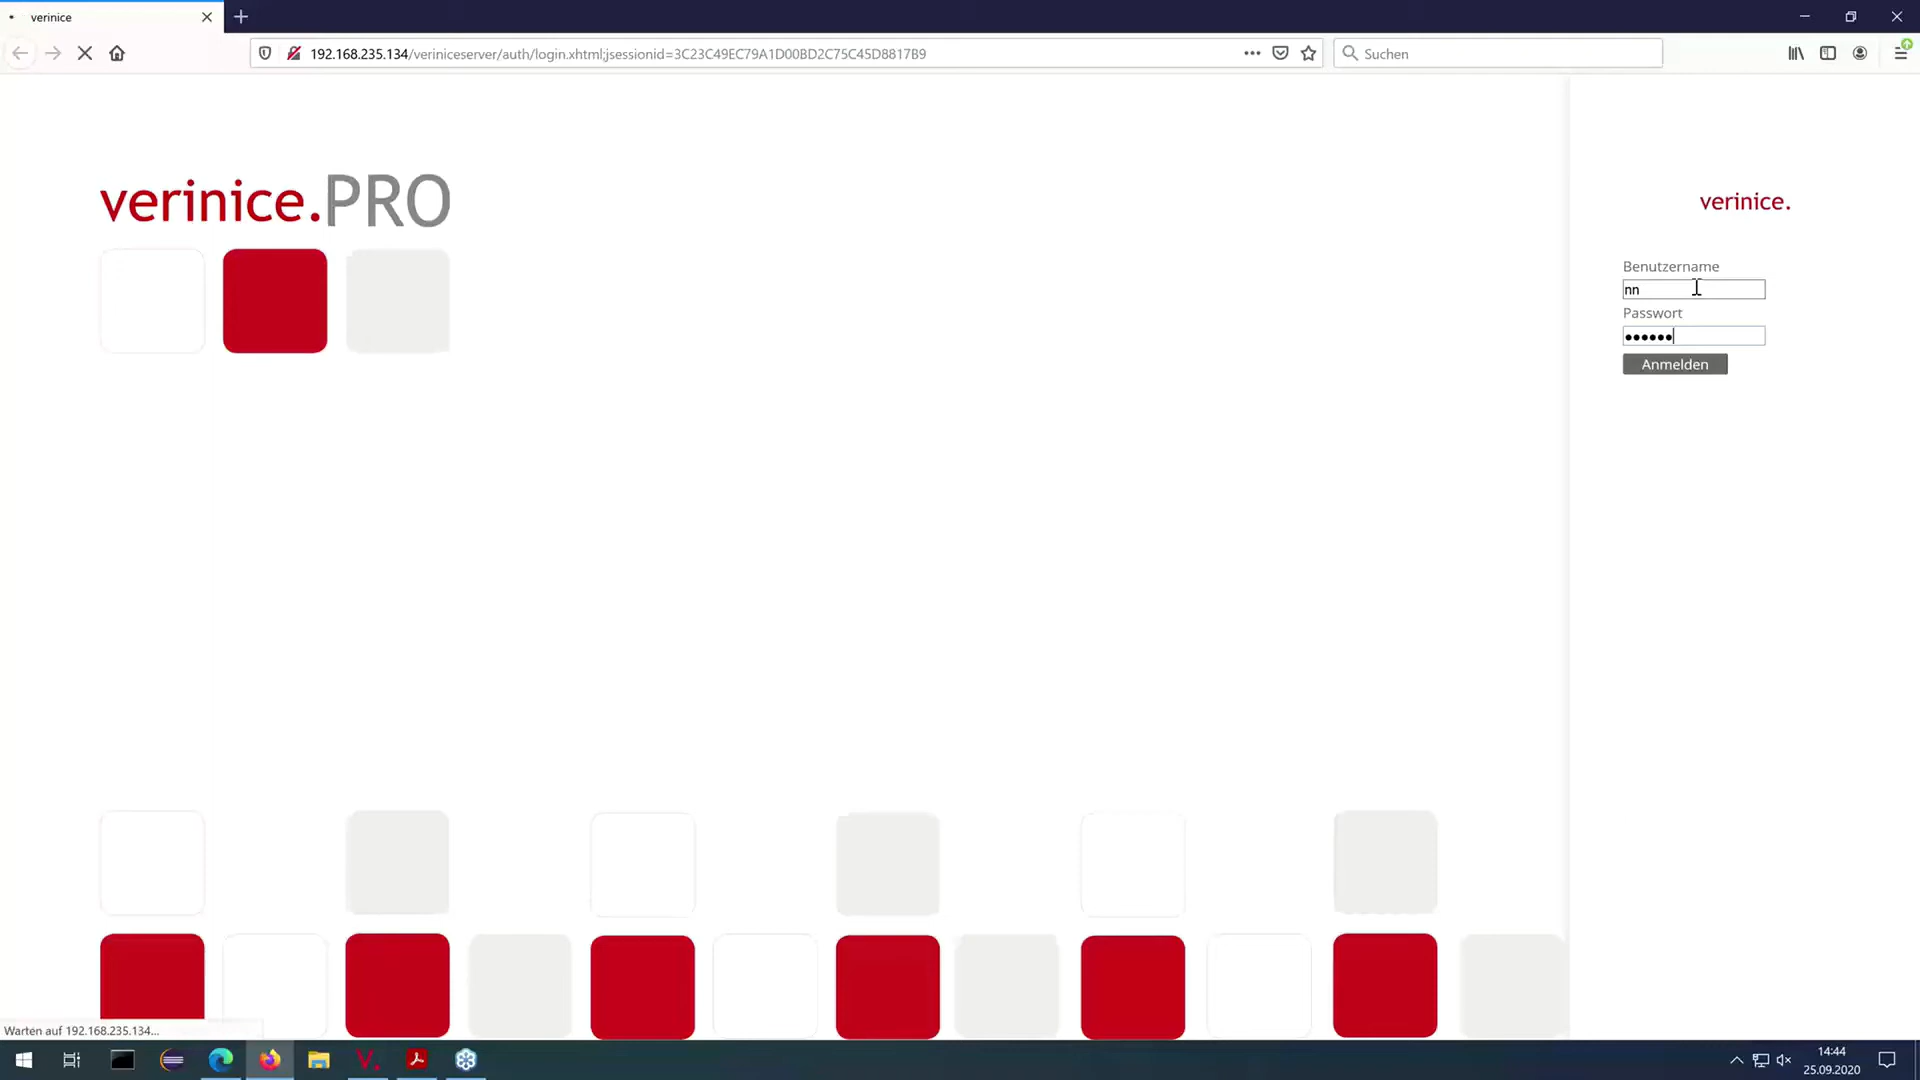 verinice
192.168.235.134/veriniceserver/auth/login.xhtml;jsessionid=3C23C49EC79A1D00BD2C75C45D8817B9
Suchen
verinice.PRO
verinice.
Benutzername
nn
Passwort
●●●●●●
Anmelden
Warten auf 192.168.235.134...
14:44
25.09.2020